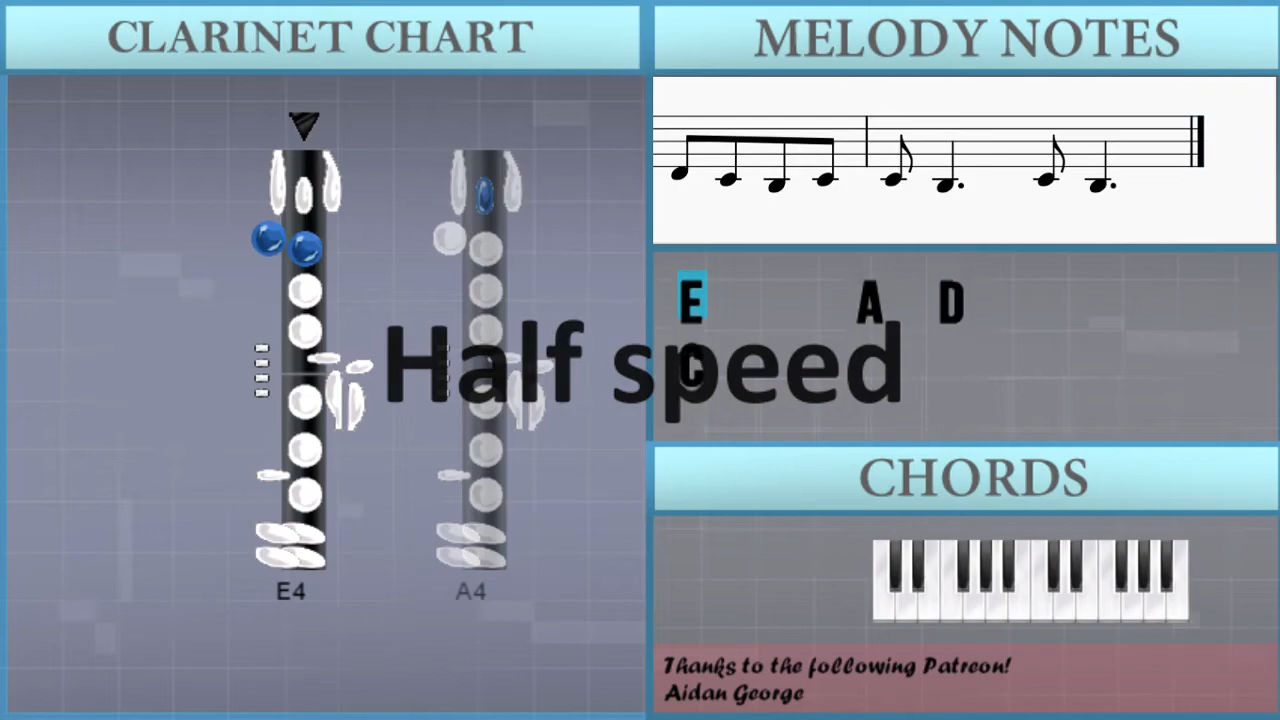 CLARINET CHART
MELODY NOTES
E A D
C
Half speed
CHORDS
E4 A4
Thanks to the following Patreon!
Aidan George